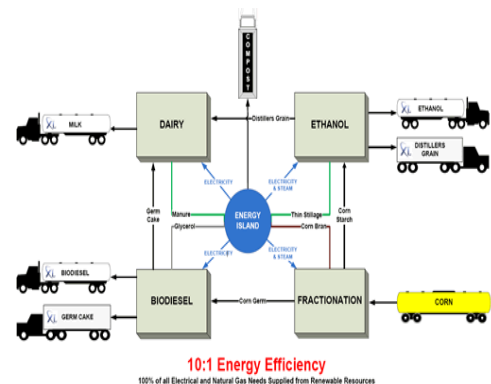 COMPOST
MILK
DAIRY
Distillers Grain
ETHANOL
ETHANOL
DISTILLERS
GRAIN
ELECTRICITY
ELECTRICITY
& STEAM
Germ
Cake
Manure
Glycerol
ENERGY
ISLAND
Thin Stillage
Corn Bran
Corn
Starch
ELECTRICITY
ELECTRICITY
& STEAM
BIODIESEL
GERM CAKE
BIODIESEL
Corn Germ
FRACTIONATION
CORN
10:1 Energy Efficiency
100% of all Electrical and Natural Gas Needs Supplied from Renewable Resources